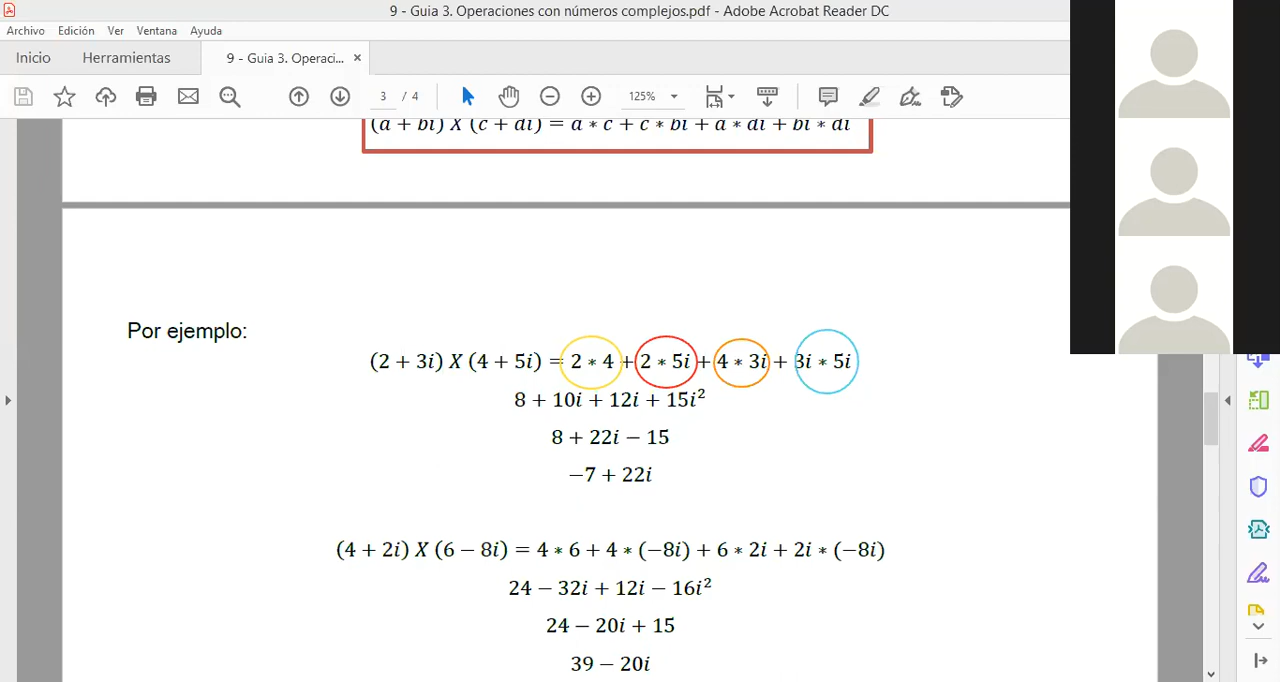 9 - Guia 3. Operaciones con números complejos.pdf - Adobe Acrobat Reader DC
Archivo Edición Ver Ventana Ayuda
Inicio Herramientas 9 - Guia 3. Operaci... ×
3 / 4 125%
(a + bi) X (c + di) = a * c + c * bi + a * di + bi * di
Por ejemplo:
(2 + 3i) X (4 + 5i) = 2 * 4 + 2 * 5i + 4 * 3i + 3i * 5i
8 + 10i + 12i + 15i²
8 + 22i − 15
−7 + 22i
(4 + 2i) X (6 − 8i) = 4 * 6 + 4 * (−8i) + 6 * 2i + 2i * (−8i)
24 − 32i + 12i − 16i²
24 − 20i + 15
39 − 20i